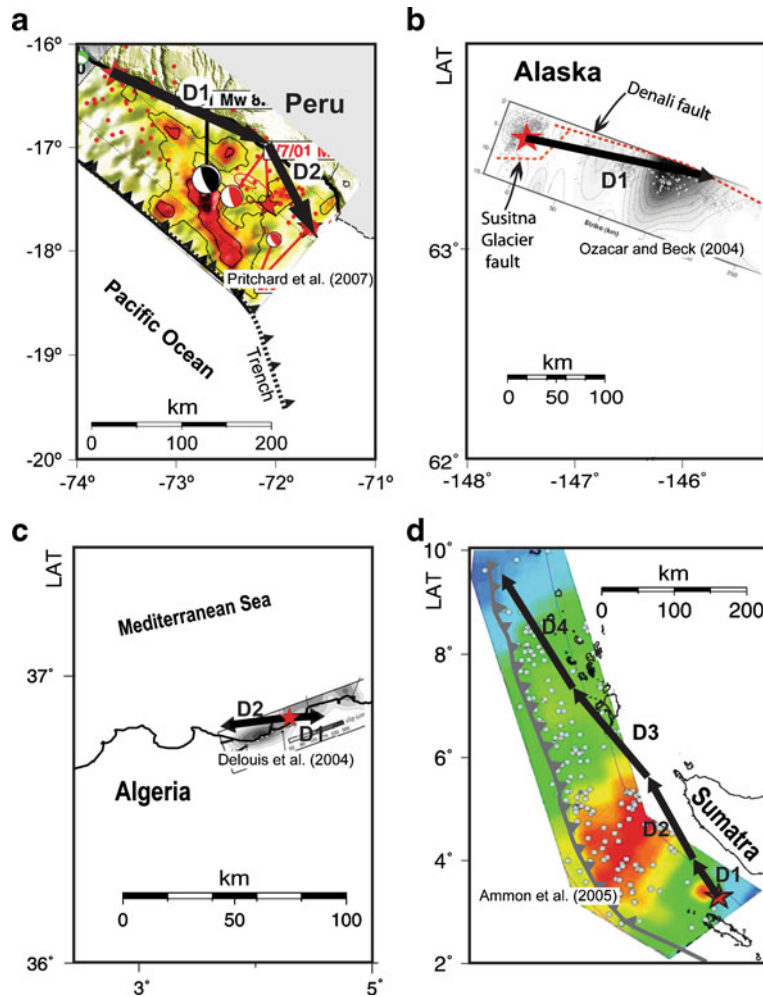 a
-16°
-17°
-18°
-19°
-20°
-74°
-73°
-72°
-71°
D1
Mw 8.
Peru
7/01 M
D2
Pritchard et al. (2007)
Pacific Ocean
Trench
km
0 100 200
b
LAT
Alaska
Denali fault
D1
Susitna
Glacier
fault
Strike (km)
Ozacar and Beck (2004)
63°
62°
km
0 50 100
-148°
-147°
-146°
c
LAT
Mediterranean Sea
37°
D2
D1
Delouis et al. (2004)
Algeria
km
0 50 100
36°
3°
5°
d
LAT
10°
8°
6°
4°
2°
km
0 100 200
D4
D3
D2
D1
Sumatra
Ammon et al. (2005)